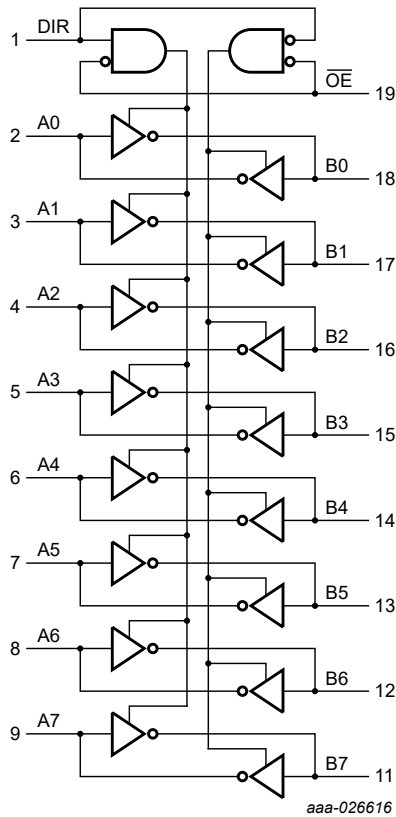 1 DIR
OE 19
2 A0
B0 18
3 A1
B1 17
4 A2
B2 16
5 A3
B3 15
6 A4
B4 14
7 A5
B5 13
8 A6
B6 12
9 A7
B7 11
aaa-026616